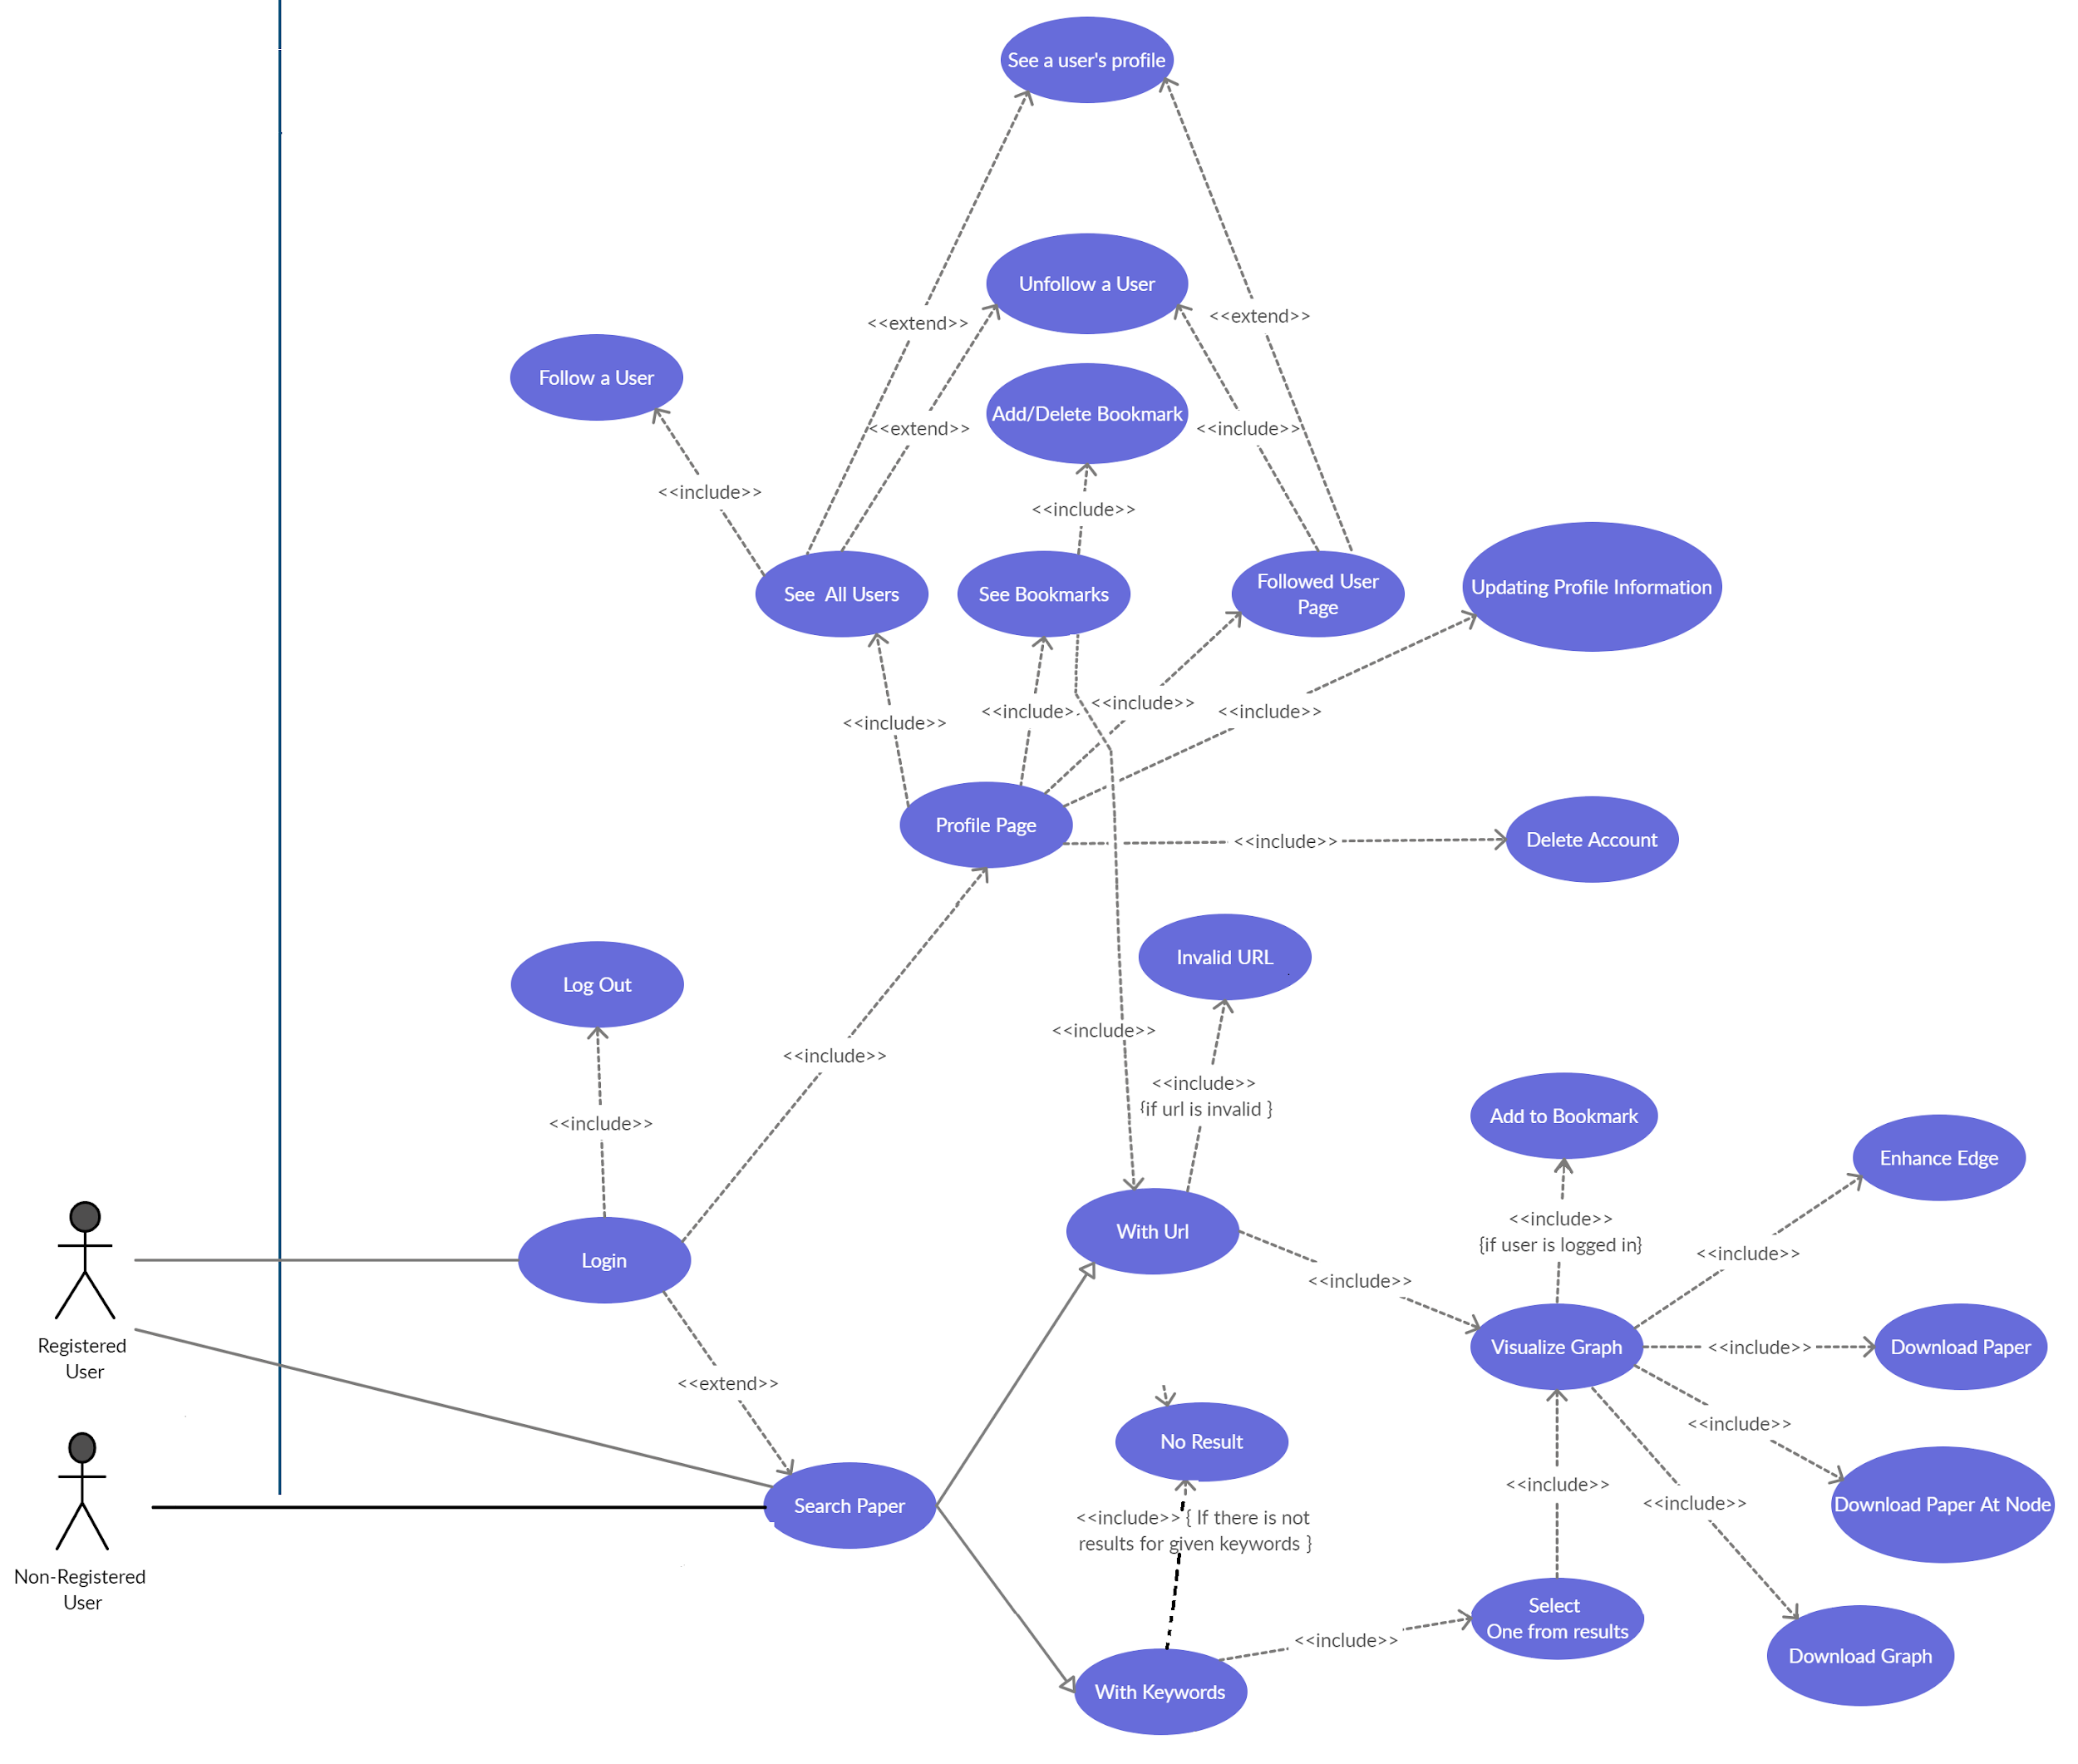 See a user's profile
Unfollow a User
<<extend>>
<<extend>>
Follow a User
Add/Delete Bookmark
<<extend>>
<<include>>
<<include>>
<<include>>
See  All Users
See Bookmarks
Followed User
Page
Updating Profile Information
<<include>>
<<include>
<<include>>
<<include>>
Profile Page
Delete Account
<<include>>
Invalid URL
Log Out
<<include>>
<<include>>
<<include>>
{if url is invalid }
<<include>>
Add to Bookmark
Enhance Edge
<<include>>
{if user is logged in}
With Url
<<include>>
Login
<<include>>
Registered
User
Visualize Graph
<<include>>
Download Paper
<<extend>>
<<include>>
No Result
<<include>>
<<include>>
Search Paper
<<include>> { If there is not
results for given keywords }
Download Paper At Node
Non-Registered
User
Select
One from results
<<include>>
Download Graph
With Keywords